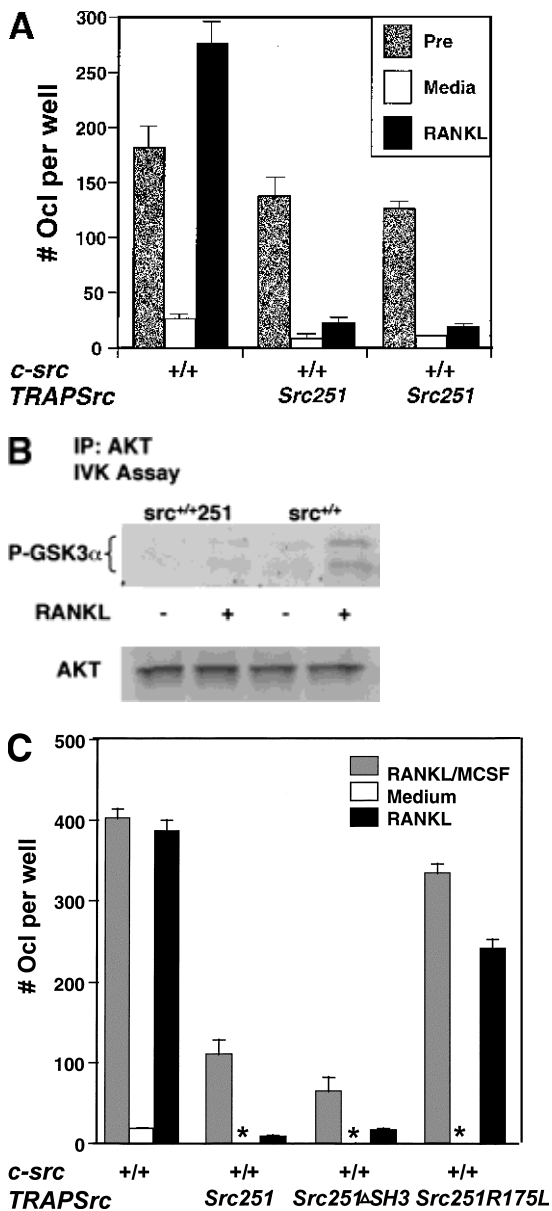 A
300
250
200
150
100
50
0
# Ocl per well
Pre
Media
RANKL
c-src +/+ +/+ +/+
TRAPSrc Src251 Src251
B
IP: AKT
IVK Assay
src+/+251 src+/+
P-GSK3α
RANKL - + - +
AKT
C
500
400
300
200
100
0
# Ocl per well
RANKL/MCSF
Medium
RANKL
* * *
c-src +/+ +/+ +/+ +/+
TRAPSrc Src251 Src251ΔSH3 Src251R175L